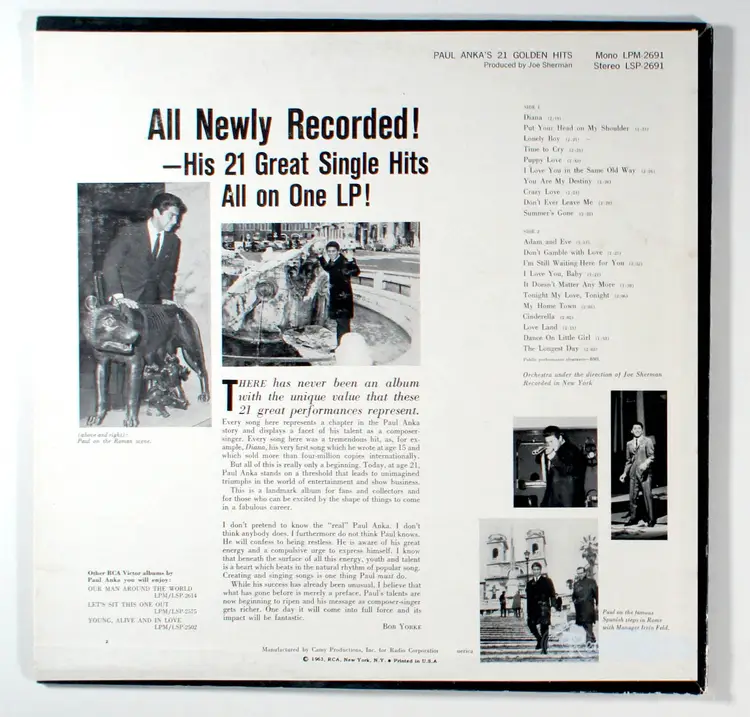 PAUL ANKA'S 21 GOLDEN HITS Mono LPM-2691
Produced by Joe Sherman Stereo LSP-2691
All Newly Recorded!
—His 21 Great Single Hits
All on One LP!
SIDE 1
Diana
Put Your Head on My Shoulder
Lonely Boy
Time to Cry
Puppy Love
I Love You in the Same Old Way
You Are My Destiny
Crazy Love
Don't Ever Leave Me
Summer's Gone
SIDE 2
Adam and Eve
Don't Gamble with Love
I'm Still Waiting Here for You
I Love You, Baby
It Doesn't Matter Any More
Tonight My Love, Tonight
My Home Town
Cinderella
Love Land
Dance On Little Girl
The Longest Day
Public performance clearance—BMI.
Orchestra under the direction of Joe Sherman
Recorded in New York
(above and right)
Paul on the Roman scene.
THERE has never been an album
with the unique value that these
21 great performances represent.
Every song here represents a chapter in the Paul Anka
story and displays a facet of his talent as a composer-
singer. Every song here was a tremendous hit, as, for ex-
ample, Diana, his very first song which he wrote at age 15 and
which sold more than four-million copies internationally.
But all of this is really only a beginning. Today, at age 21,
Paul Anka stands on a threshold that leads to unimagined
triumphs in the world of entertainment and show business.
This is a landmark album for fans and collectors and
for those who can be excited by the shape of things to come
in a fabulous career.
I don't pretend to know the "real" Paul Anka. I don't
think anybody does. I furthermore do not think Paul knows.
He will confess to being restless. He is aware of his great
energy and a compulsive urge to express himself. I know
that beneath the surface of all this energy, youth and talent
is a heart which beats in the natural rhythm of popular song.
Creating and singing songs is one thing Paul must do.
While his success has already been unusual, I believe that
what has gone before is merely a preface. Paul's talents are
now beginning to ripen and his message as composer-singer
gets richer. One day it will come into full force and its
impact will be fantastic.
BOB YORKE
Other RCA Victor albums by
Paul Anka you will enjoy:
OUR MAN AROUND THE WORLD
LPM/LSP-2614
LET'S SIT THIS ONE OUT
LPM/LSP-2575
YOUNG, ALIVE AND IN LOVE
LPM/LSP-2502
Paul on the famous
Spanish steps in Rome
with Manager Irvin Feld.
Manufactured by Camy Productions, Inc. for Radio Corporation
© 1963, RCA, New York, N.Y. • Printed in U.S.A